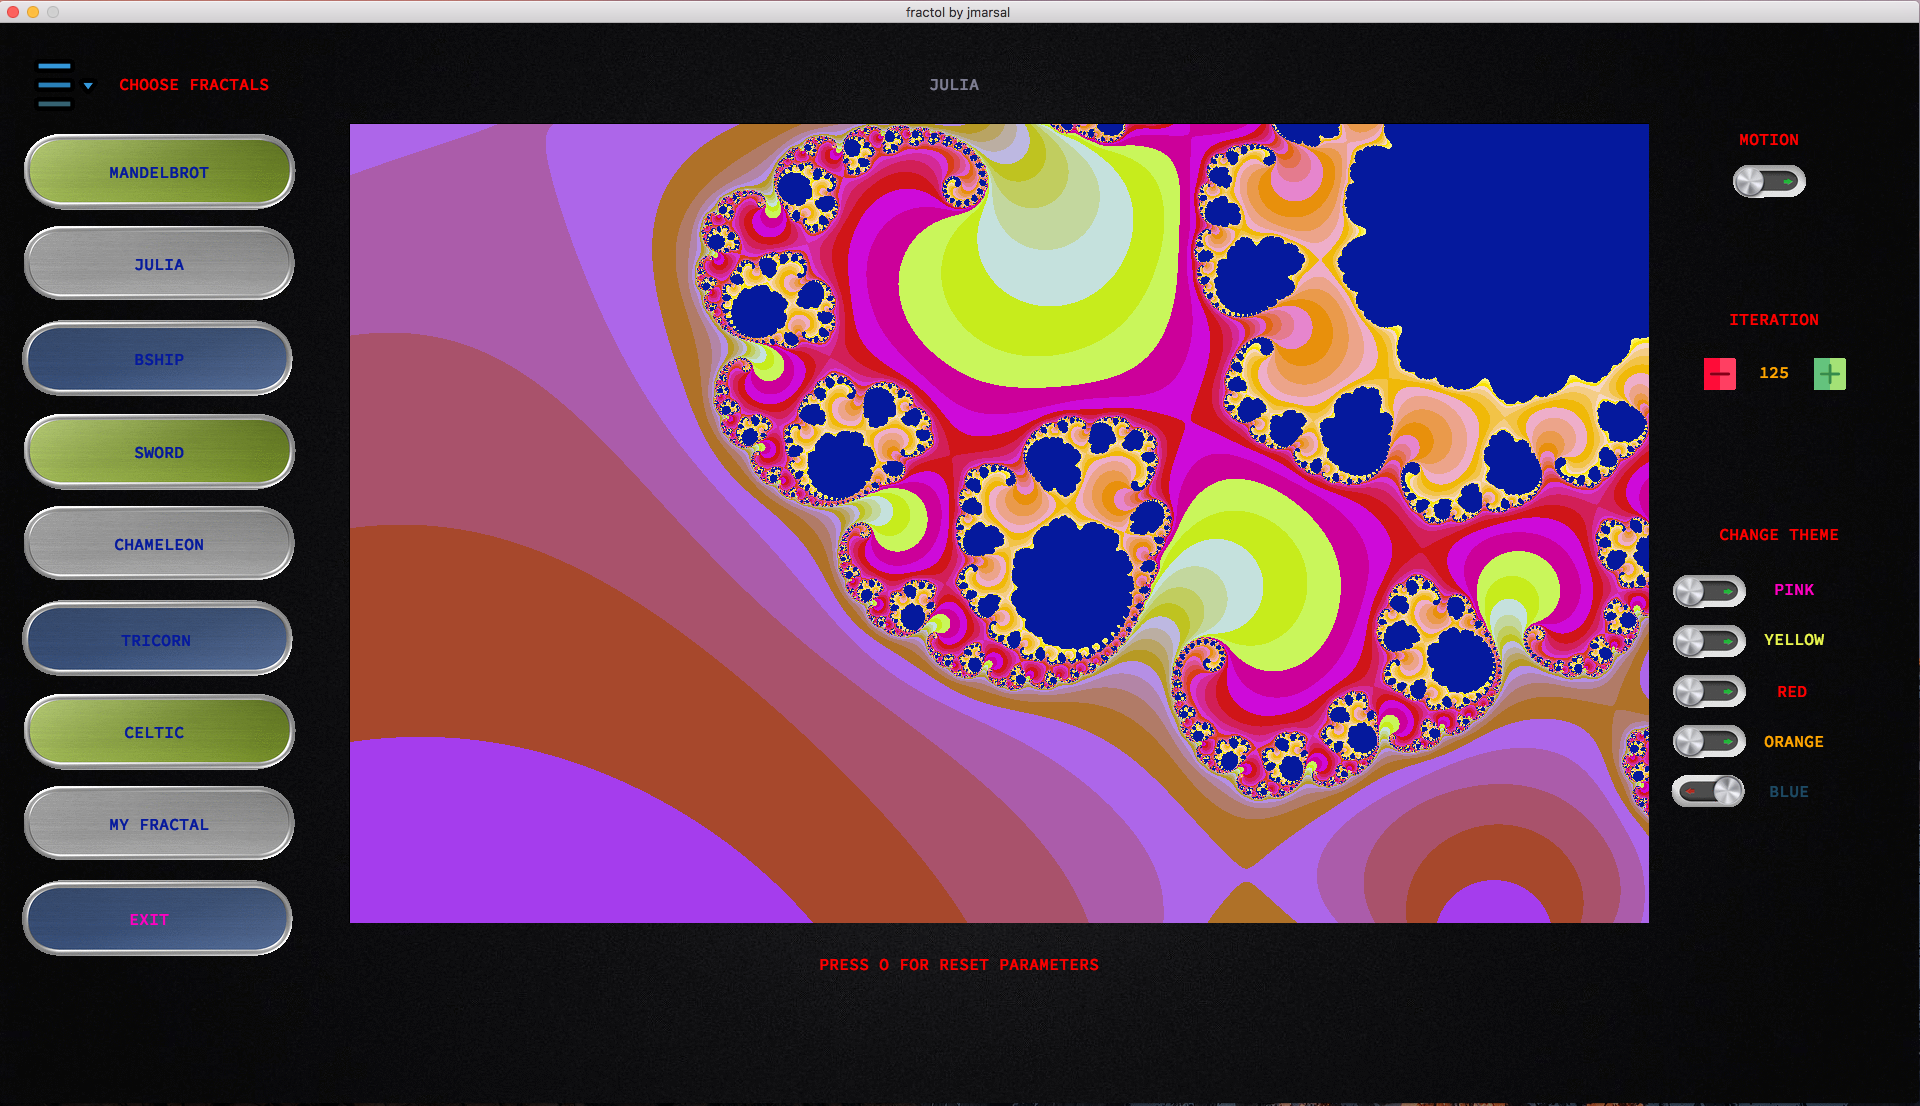 fractol by jmarsal
CHOOSE FRACTALS
JULIA
MANDELBROT
JULIA
BSHIP
SWORD
CHAMELEON
TRICORN
CELTIC
MY FRACTAL
EXIT
MOTION
ITERATION
125
CHANGE THEME
PINK
YELLOW
RED
ORANGE
BLUE
PRESS O FOR RESET PARAMETERS